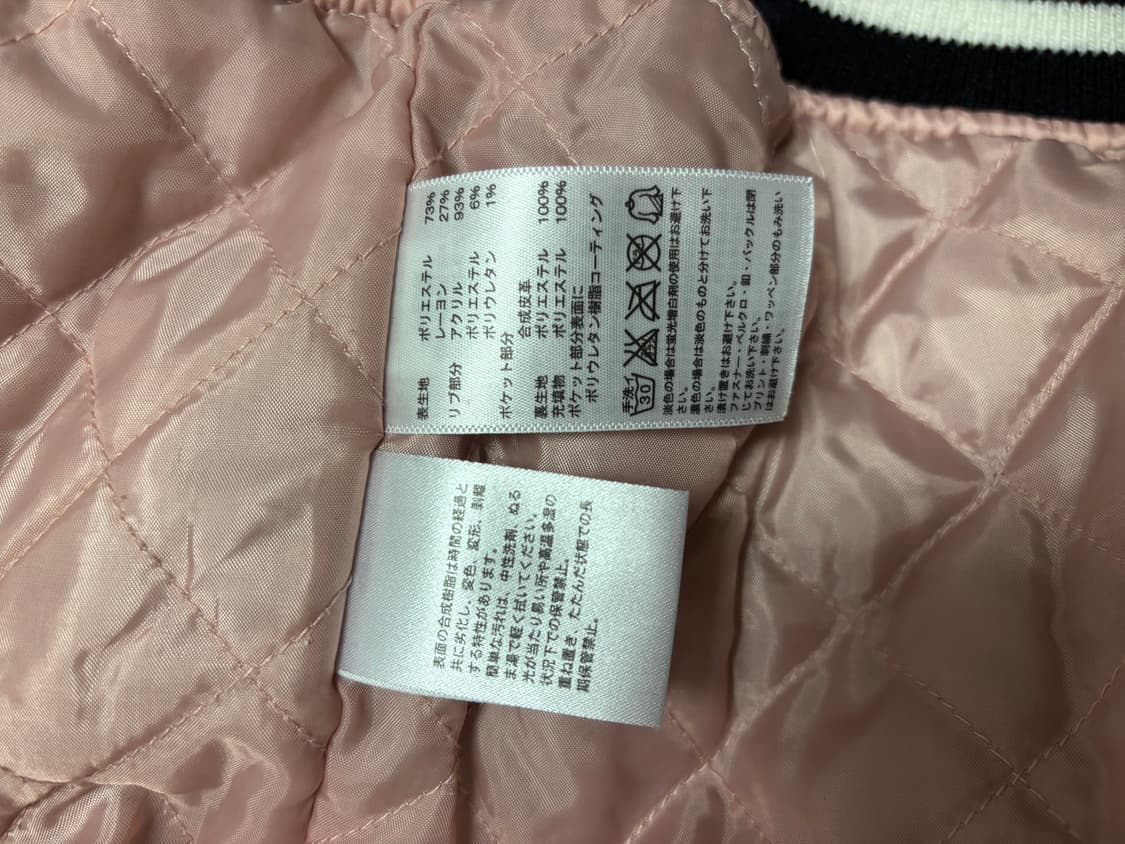 表生地 ポリエステル 73%
レーヨン 27%
リブ部分 アクリル 93%
ポリエステル 6%
ポリウレタン 1%
ポケット部分
合成皮革
裏生地 ポリエステル 100%
充填物 ポリエステル 100%
ポケット部分表面に
ポリウレタン樹脂コーティング
手洗イ
30
淡色の場合は蛍光増白剤の使用はお避け下
さい。
濃色の場合は淡色のものと分けてお洗い下
さい。
漬け置きはお避け下さい。
ファスナー・ベルクロ・釦・バックルは閉
じてお洗い下さい。
プリント・刺繍・ワッペン部分のもみ洗い
はお避け下さい。
表面の合成樹脂は時間の経過と
共に劣化し、変色、変形、剥離
する特性があります。
簡単な汚れは、中性洗剤、ぬる
ま湯で軽く拭いてください。
光が当たり易い所や高温多湿の
状況下での保管禁止。
重ね置き、たたんだ状態での長
期保管禁止。